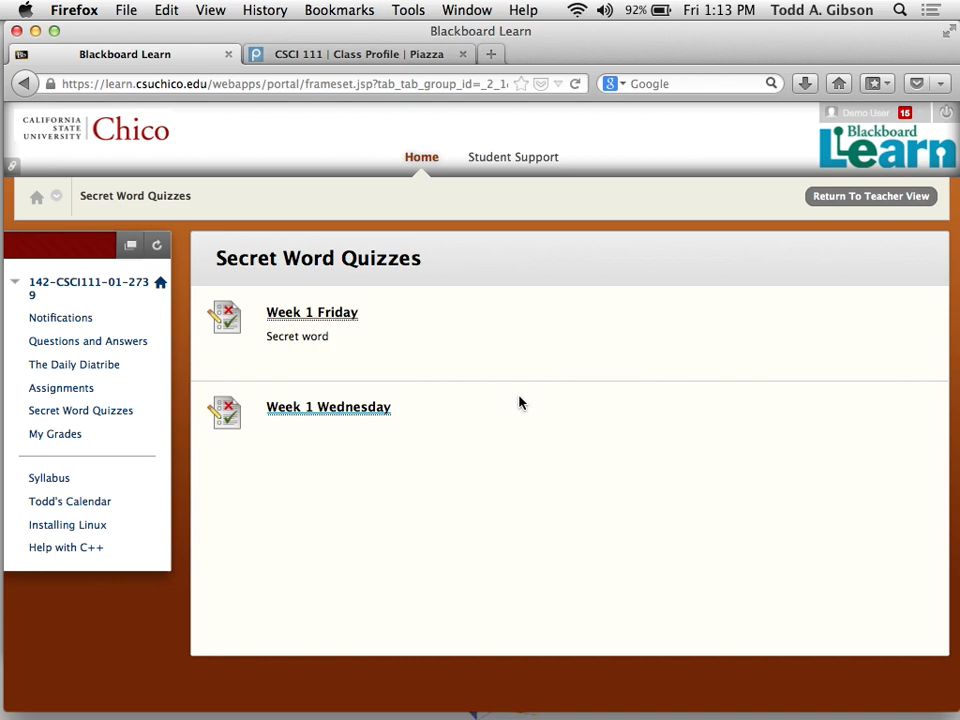 Firefox File Edit View History Bookmarks Tools Window Help 92% Fri 1:13 PM Todd A. Gibson
Blackboard Learn
Blackboard Learn CSCI 111 | Class Profile | Piazza
https://learn.csuchico.edu/webapps/portal/frameset.jsp?tab_tab_group_id=_2_1 Google
CALIFORNIA
STATE
UNIVERSITY
Chico
Demo User 15
Blackboard
Learn
Home Student Support
Secret Word Quizzes Return To Teacher View
142-CSCI111-01-273
9
Notifications
Questions and Answers
The Daily Diatribe
Assignments
Secret Word Quizzes
My Grades
Syllabus
Todd's Calendar
Installing Linux
Help with C++
Secret Word Quizzes
Week 1 Friday
Secret word
Week 1 Wednesday